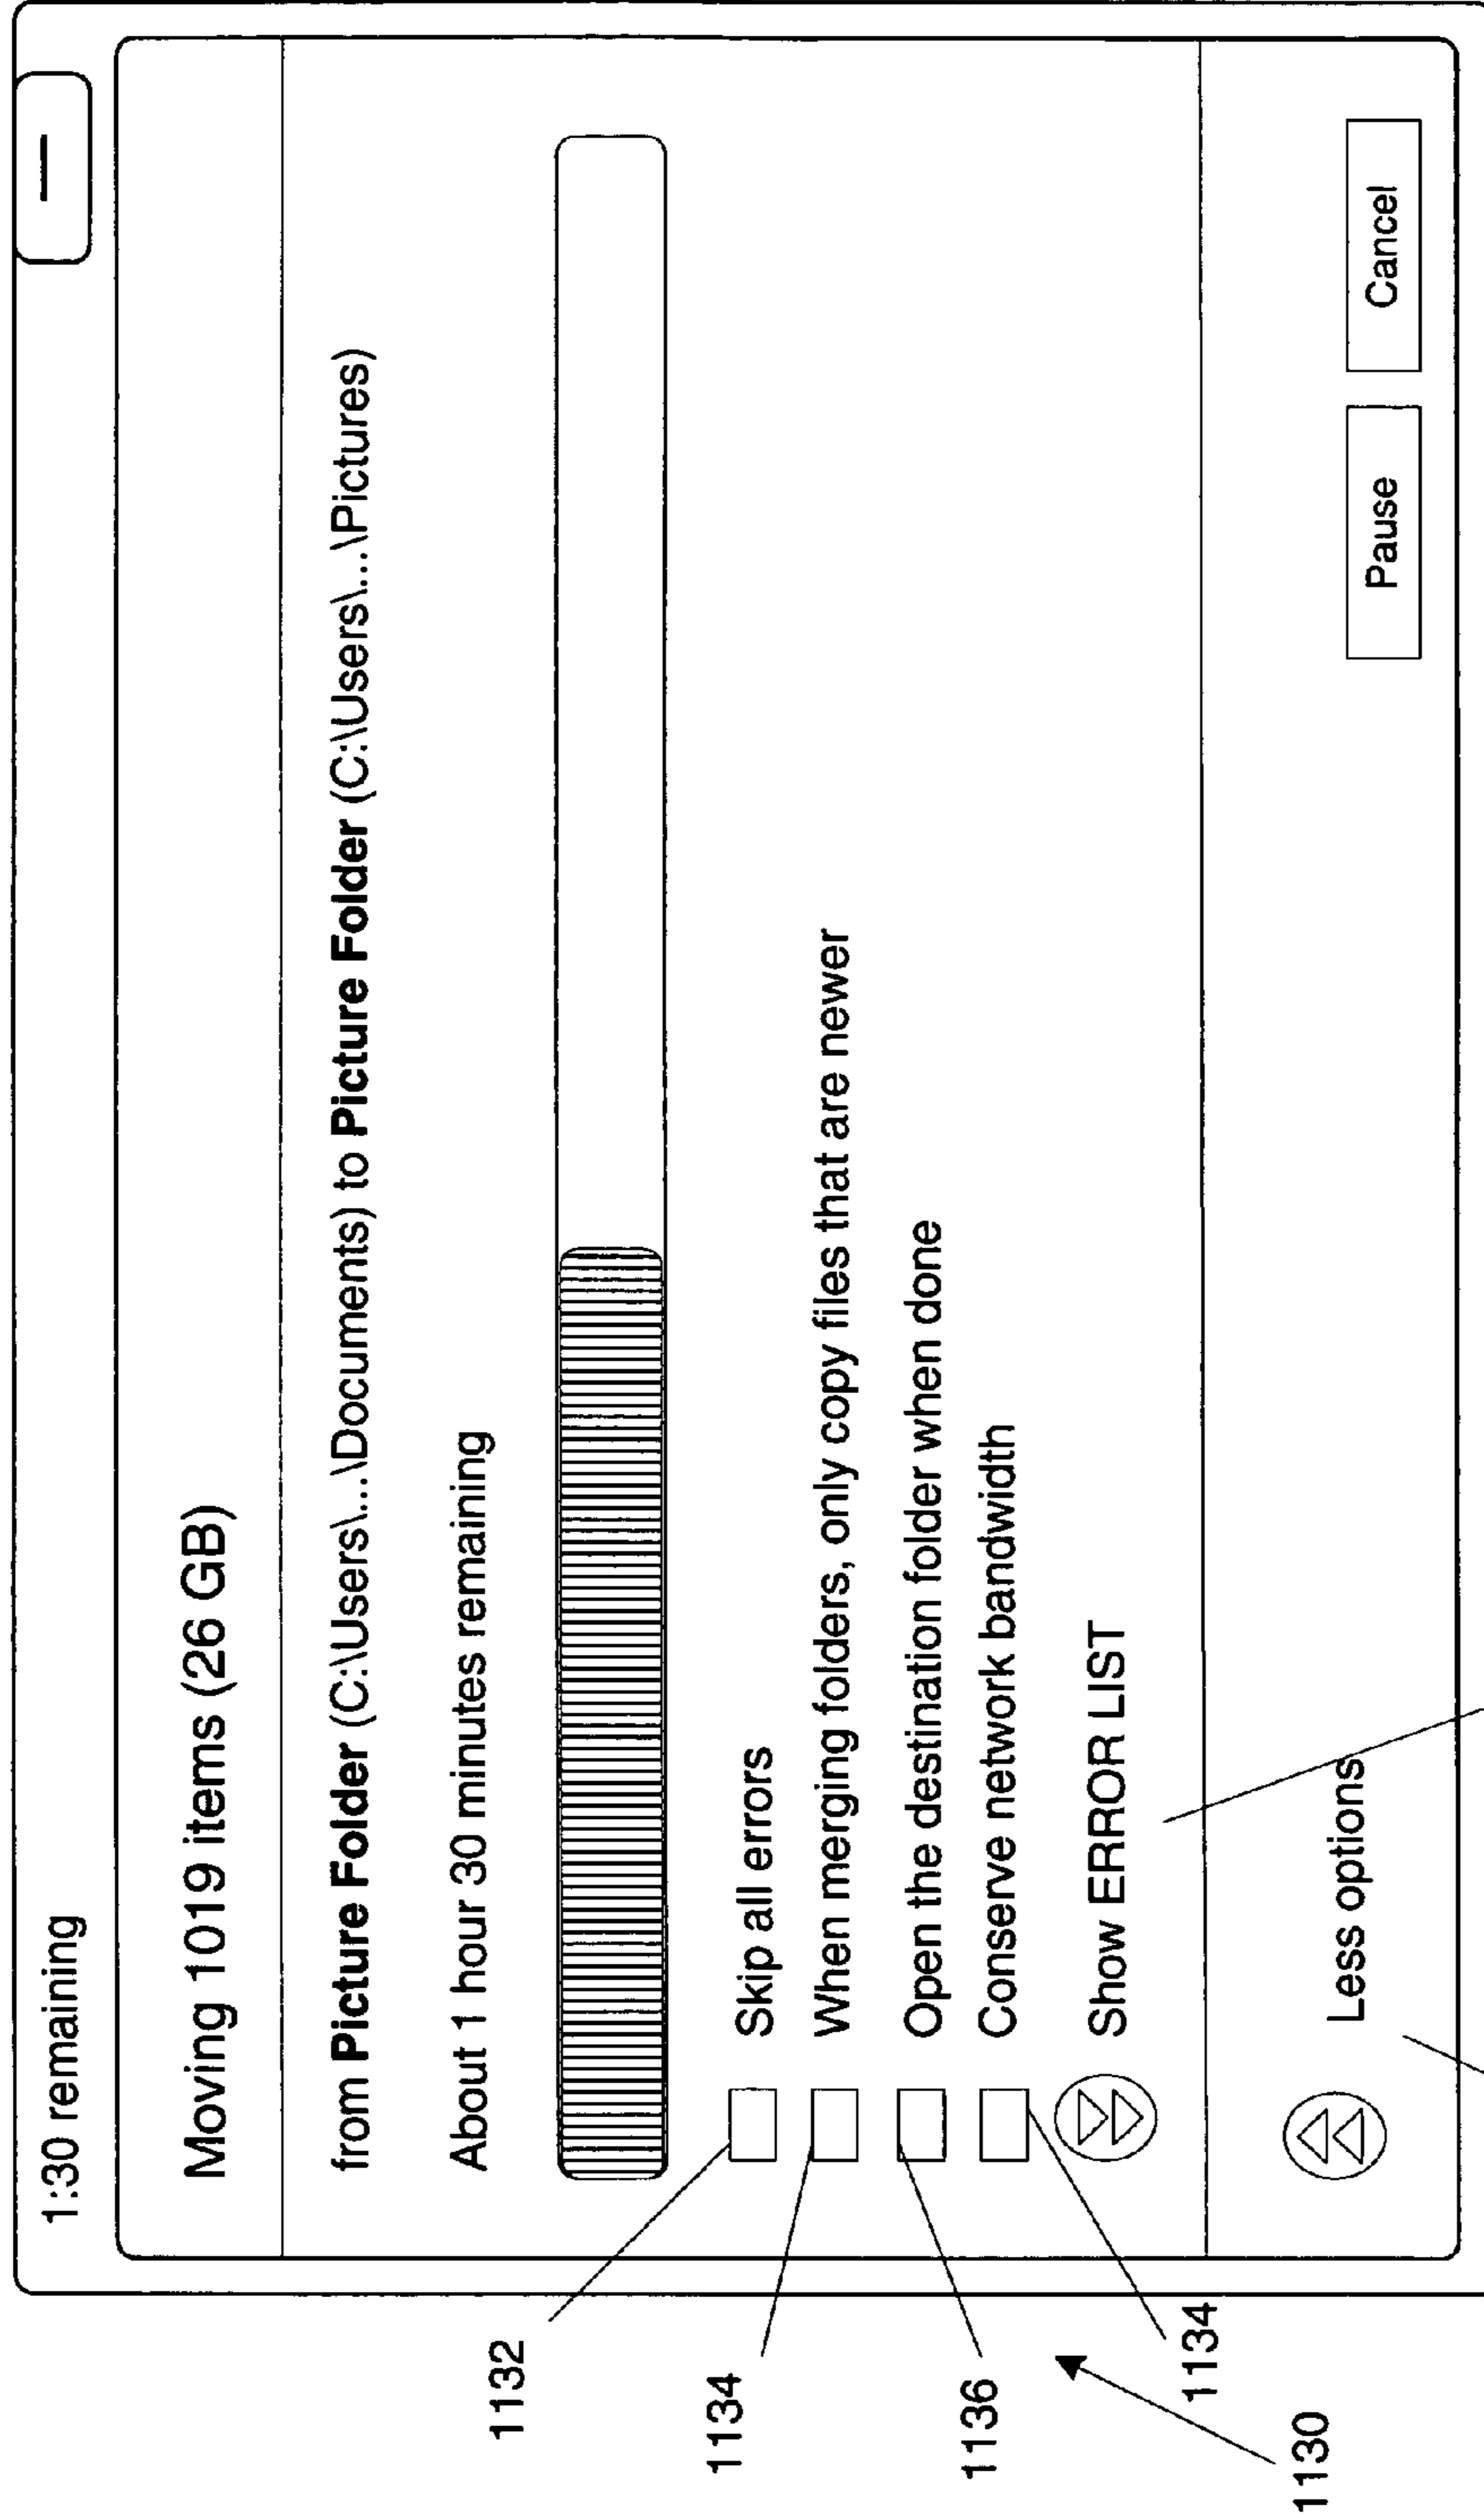 1:30 remaining
Moving 1019 items (26 GB)
from Picture Folder (C:\Users\...\Documents) to Picture Folder (C:\Users\...\Pictures)
About 1 hour 30 minutes remaining
1132
Skip all errors
1134
When merging folders, only copy files that are newer
1136
Open the destination folder when done
Conserve network bandwidth
1134
Show ERROR LIST
1130
Less options
Pause
Cancel